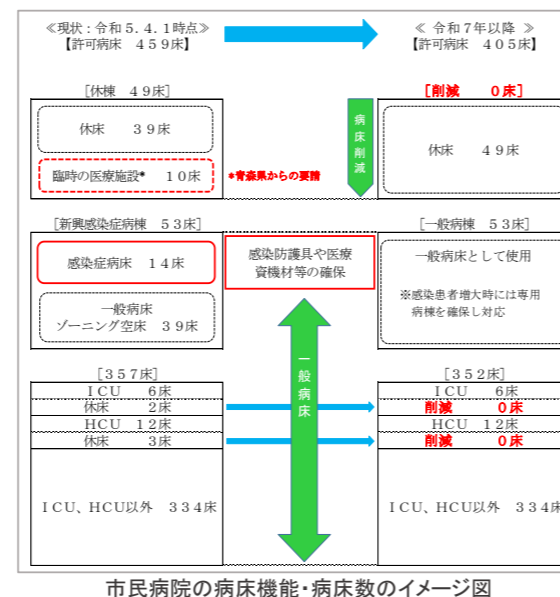 ≪現状：令和5．4．1時点≫
【許可病床　459床】
≪ 令和7年以降 ≫
【許可病床　405床】
［休棟　49床］
休床　39床
臨時の医療施設*　10床
*青森県からの要請
病床削減
［削減　0床］
休床　49床
［新興感染症病棟　53床］
感染症病床　14床
一般病床
ゾーニング空床　39床
感染防護具や医療
資機材等の確保
［一般病棟　53床］
一般病床として使用
※感染患者増大時には専用
病棟を確保し対応
一般病床
［357床］
ICU　6床
休床　2床
HCU　12床
休床　3床
ICU、HCU以外　334床
［352床］
ICU　6床
削減　0床
HCU　12床
削減　0床
ICU、HCU以外　334床
市民病院の病床機能・病床数のイメージ図